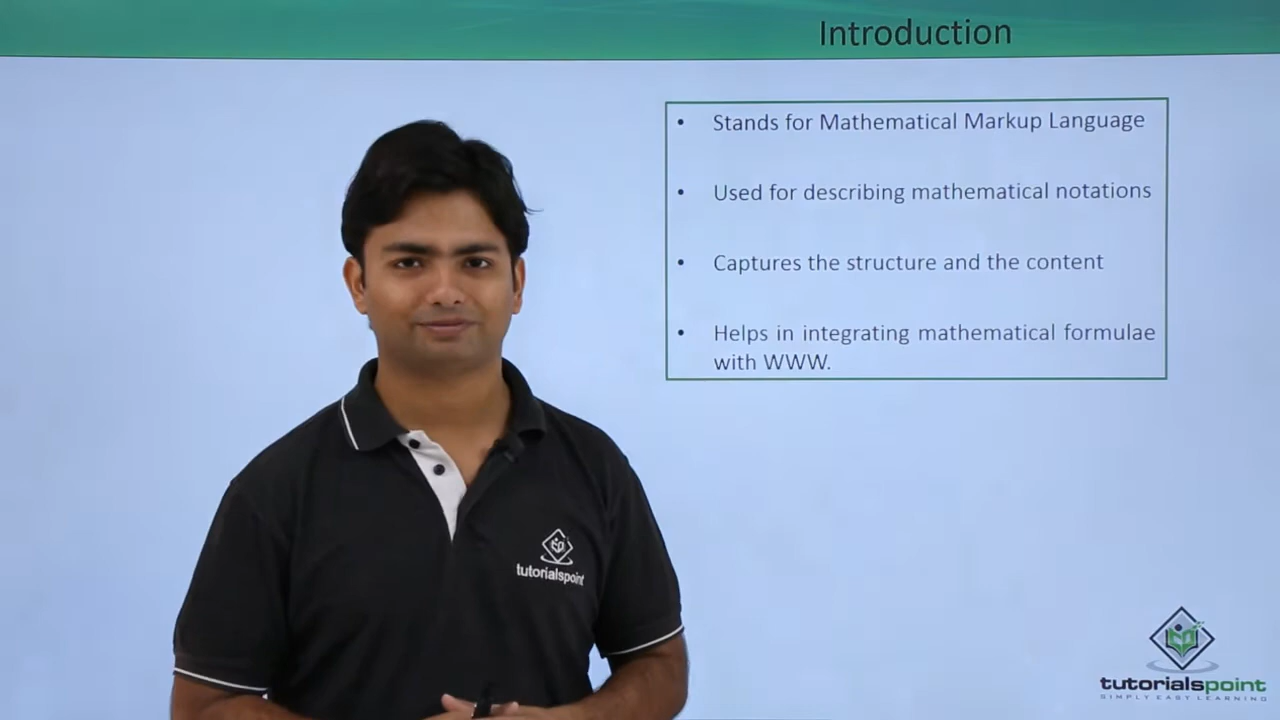 Introduction
• Stands for Mathematical Markup Language
• Used for describing mathematical notations
• Captures the structure and the content
• Helps in integrating mathematical formulae
with WWW.
tutorialspoint
tutorialspoint
SIMPLY EASY LEARNING